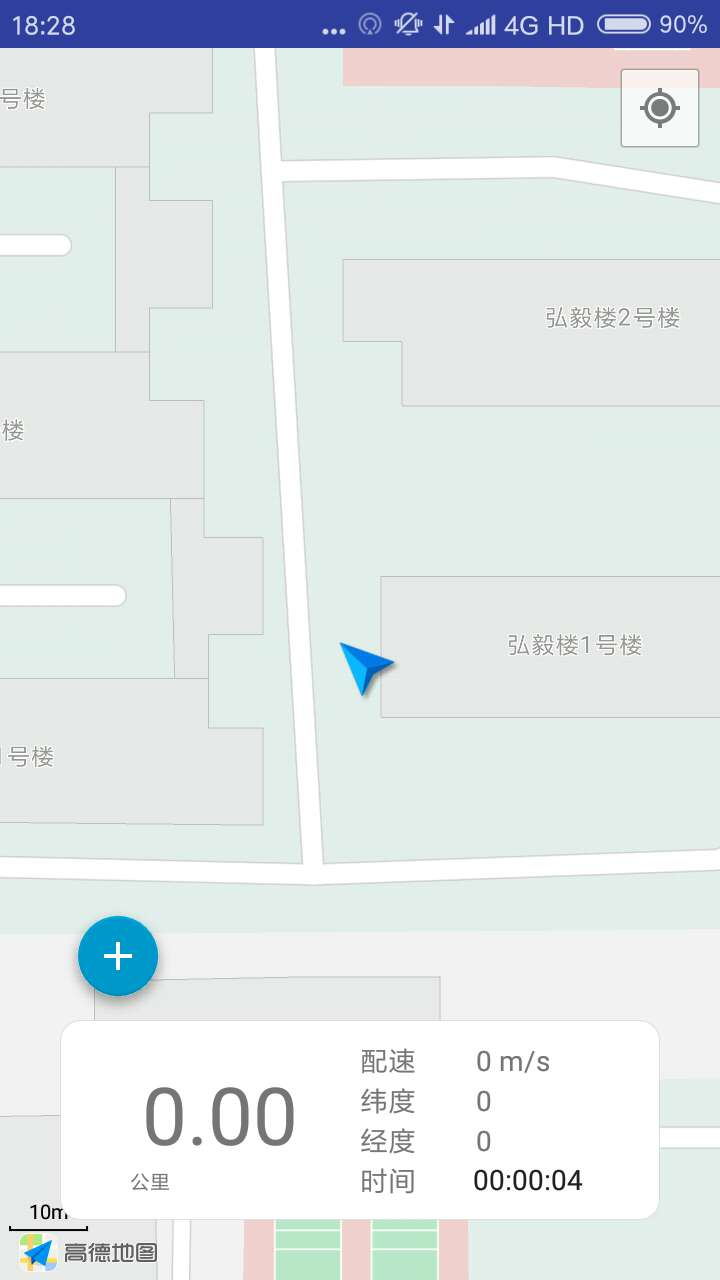 18:28 ... 4G HD 90%
号楼
弘毅楼2号楼
楼
弘毅楼1号楼
1号楼
0.00
公里
配速 0 m/s
纬度 0
经度 0
时间 00:00:04
10m
高德地图